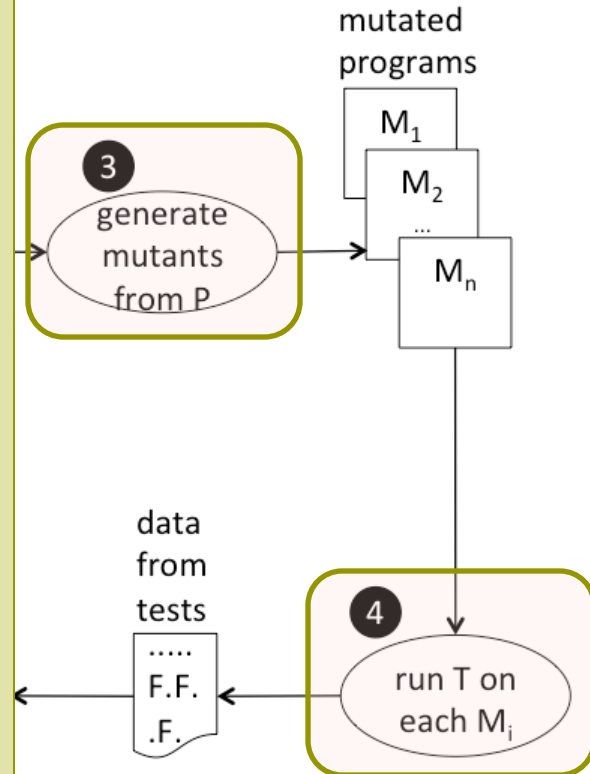 mutated
programs
M₁
M₂
...
Mₙ
3
generate
mutants
from P
data
from
tests
.....
F.F.
.F.
4
run T on
each Mᵢ